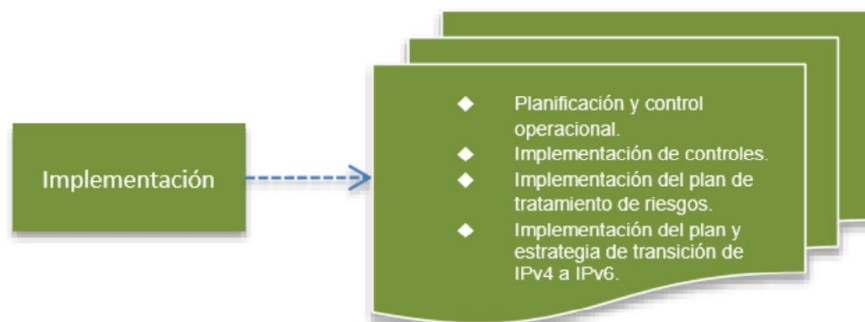 Implementación
Planificación y control
operacional.
Implementación de controles.
Implementación del plan de
tratamiento de riesgos.
Implementación del plan y
estrategia de transición de
IPv4 a IPv6.